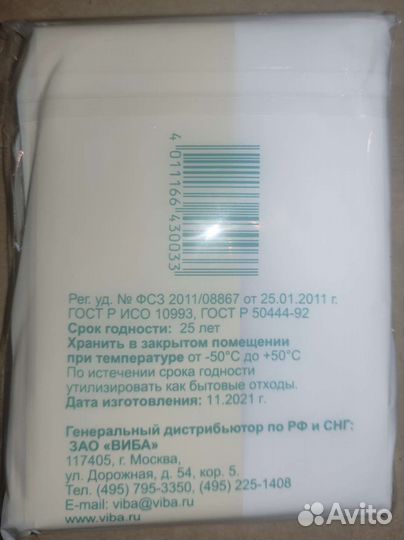 4 011166 430033
Рег. уд. № ФСЗ 2011/08867 от 25.01.2011 г.
ГОСТ Р ИСО 10993, ГОСТ Р 50444-92
Срок годности: 25 лет
Хранить в закрытом помещении
при температуре от -50°С до +50°С
По истечении срока годности
утилизировать как бытовые отходы.
Дата изготовления: 11.2021 г.
Генеральный дистрибьютор по РФ и СНГ:
ЗАО «ВИБА»
117405, г. Москва,
ул. Дорожная, д. 54, кор. 5.
Тел. (495) 795-3350, (495) 225-1408
E-mail: viba@viba.ru
www.viba.ru
Avito